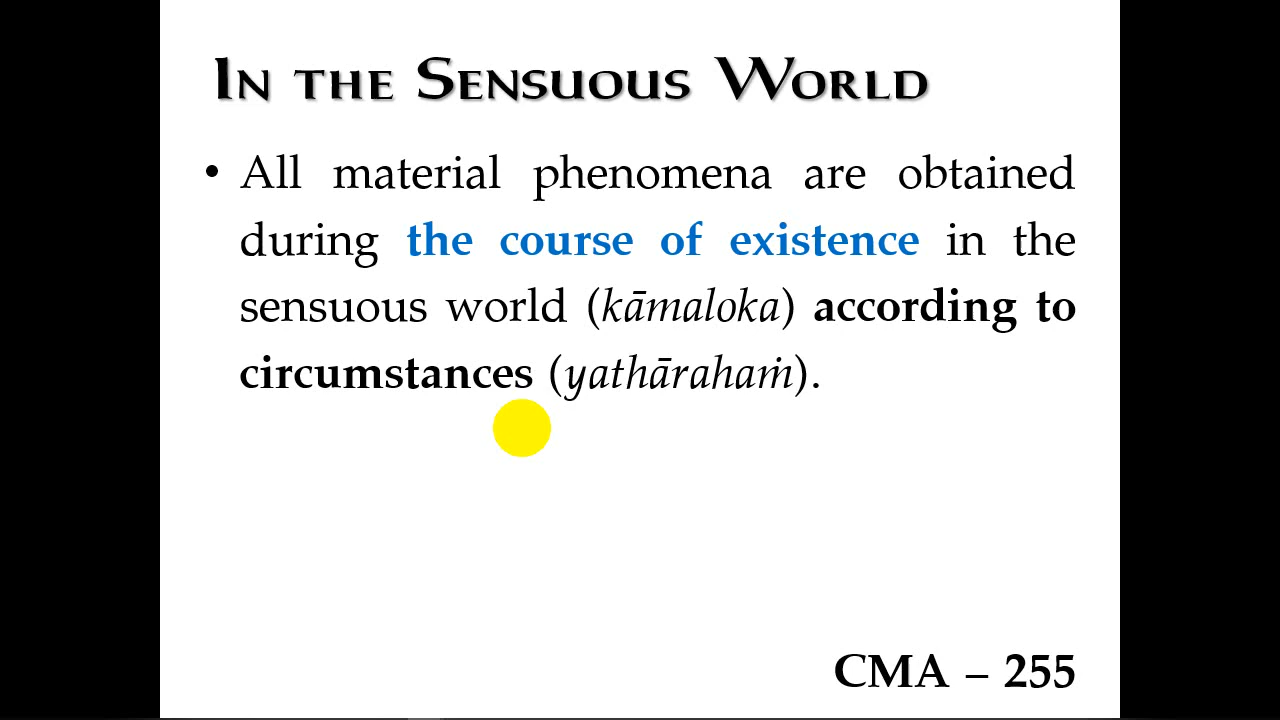 In the Sensuous World
• All material phenomena are obtained
during the course of existence in the
sensuous world (kāmaloka) according to
circumstances (yathārahaṁ).
CMA – 255